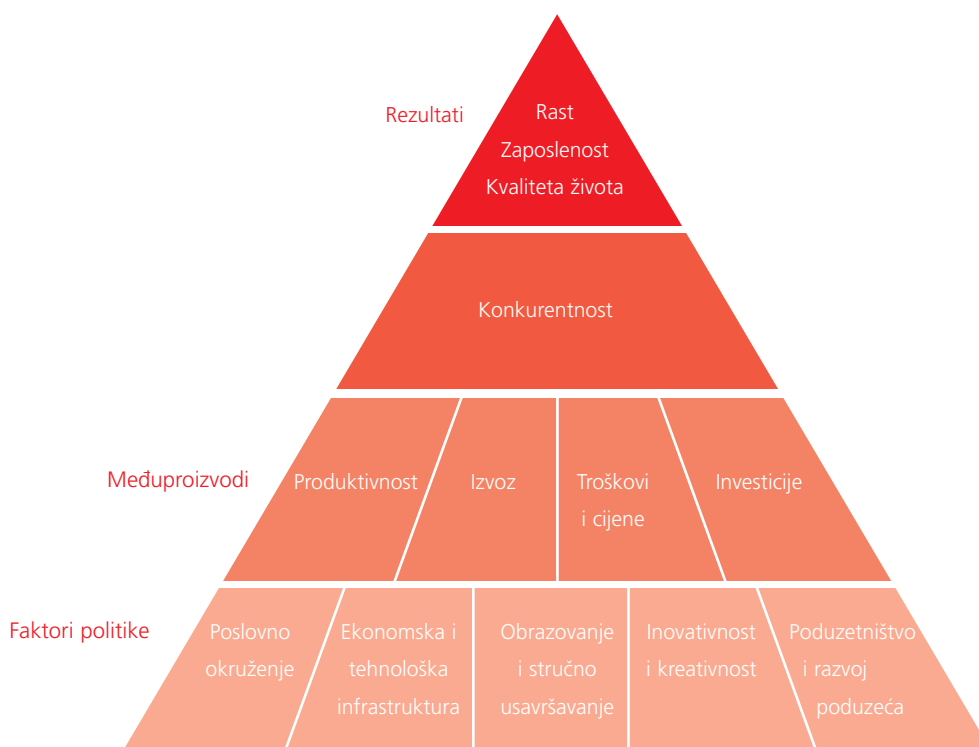 Rezultati
Rast
Zaposlenost
Kvaliteta života
Konkurentnost
Međuproizvodi
Produktivnost
Izvoz
Troškovi
i cijene
Investicije
Faktori politike
Poslovno
okruženje
Ekonomska i
tehnološka
infrastruktura
Obrazovanje
i stručno
usavršavanje
Inovativnost
i kreativnost
Poduzetništvo
i razvoj
poduzeća